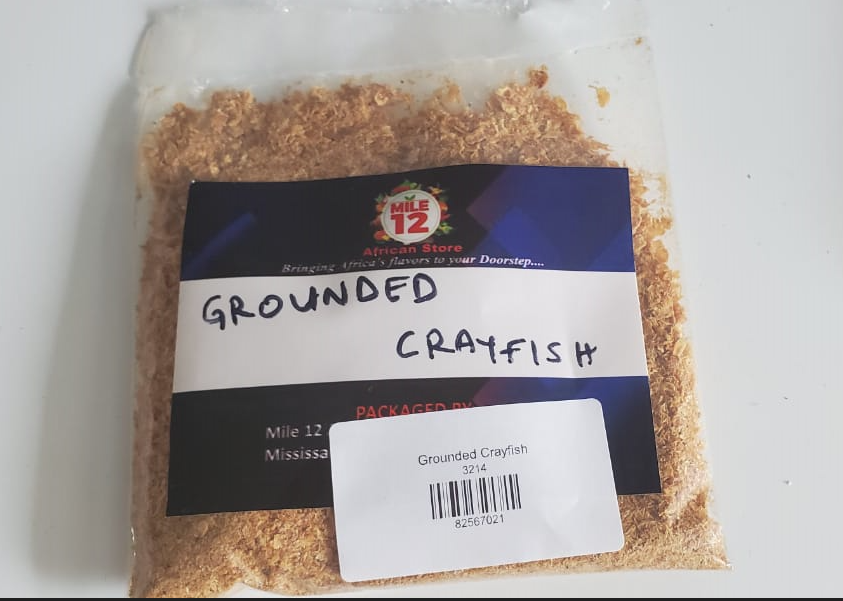 MILE
12
African Store
Bringing Africa's flavors to your Doorstep....
GROUNDED
CRAYFISH
PACKAGED BY
Mile 12
Mississa
Grounded Crayfish
3214
82567021